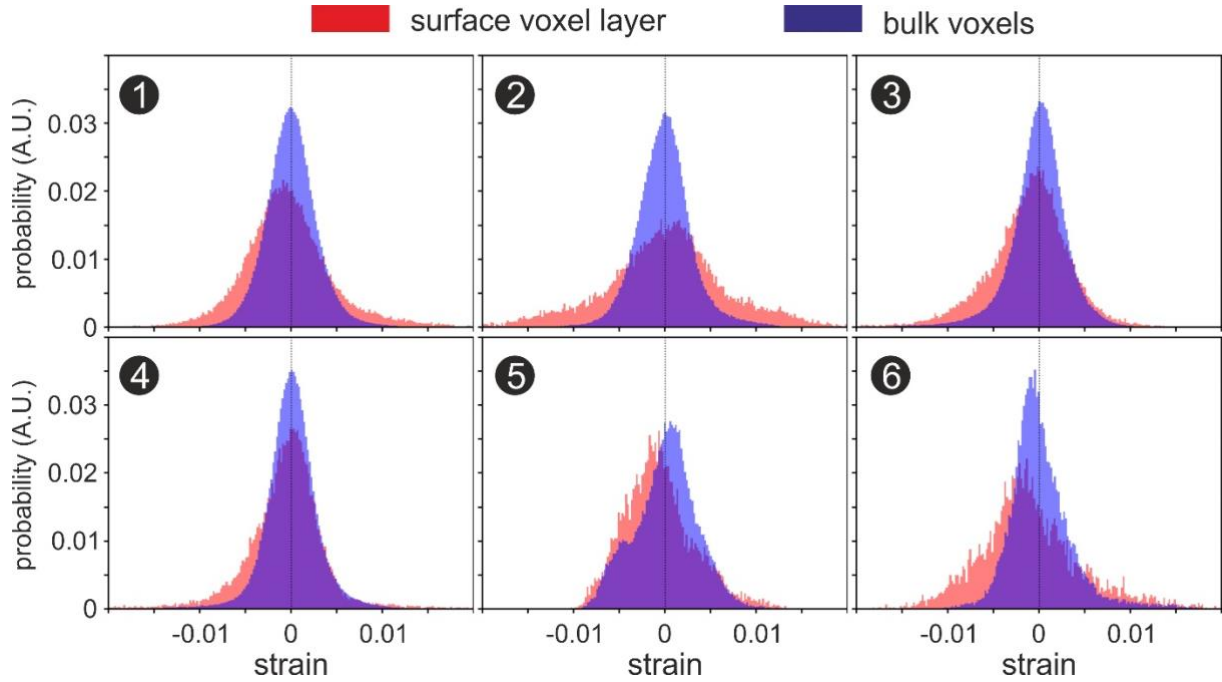 surface voxel layer bulk voxels
1 2 3
probability (A.U.)
0.03
0.02
0.01
0
4 5 6
probability (A.U.)
0.03
0.02
0.01
0
-0.01 0 0.01 -0.01 0 0.01 -0.01 0 0.01
strain strain strain